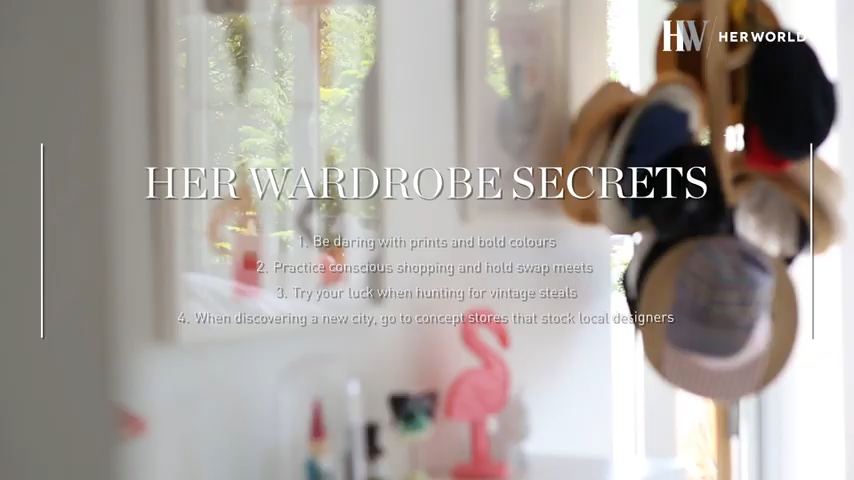 HW HERWORLD
HER WARDROBE SECRETS
1. Be daring with prints and bold colours
2. Practice conscious shopping and hold swap meets
3. Try your luck when hunting for vintage steals
4. When discovering a new city, go to concept stores that stock local designers